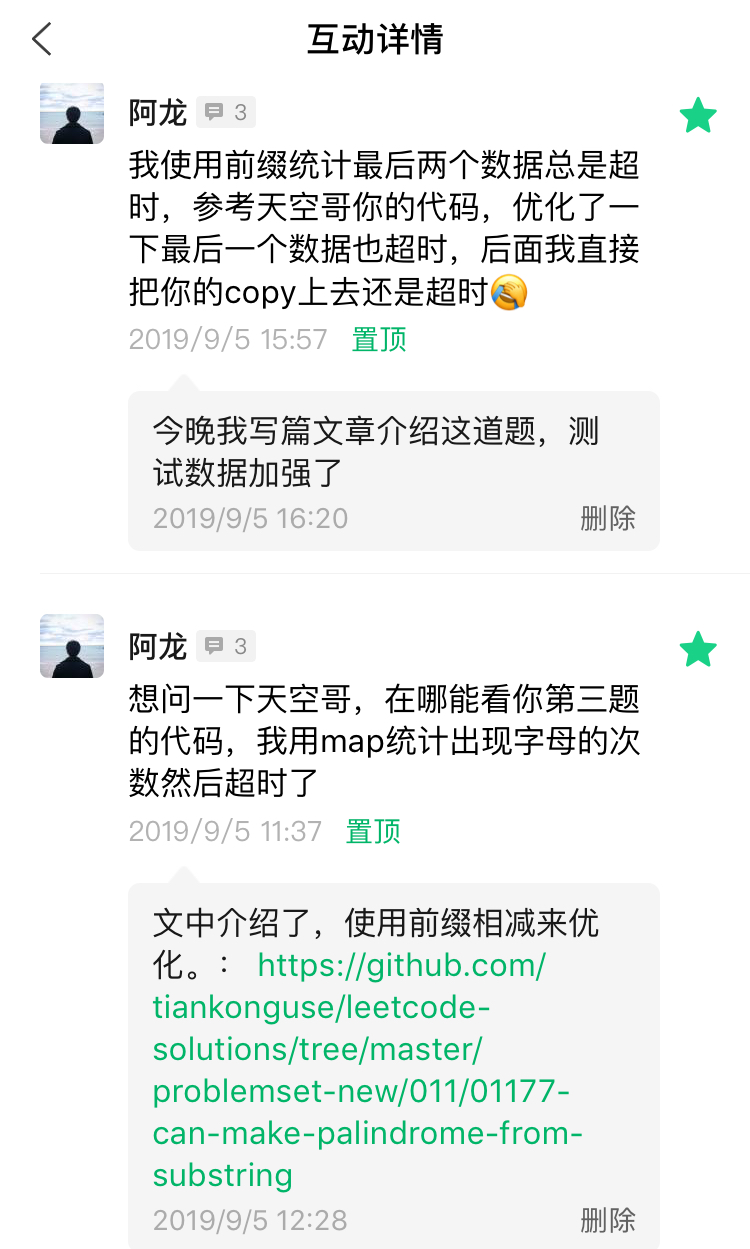 互动详情
阿龙 3
我使用前缀统计最后两个数据总是超
时，参考天空哥你的代码，优化了一
下最后一个数据也超时，后面我直接
把你的copy上去还是超时🤦
2019/9/5 15:57 置顶
今晚我写篇文章介绍这道题，测
试数据加强了
2019/9/5 16:20 删除
阿龙 3
想问一下天空哥，在哪能看你第三题
的代码，我用map统计出现字母的次
数然后超时了
2019/9/5 11:37 置顶
文中介绍了，使用前缀相减来优
化。： https://github.com/
tiankonguse/leetcode-
solutions/tree/master/
problemset-new/011/01177-
can-make-palindrome-from-
substring
2019/9/5 12:28 删除